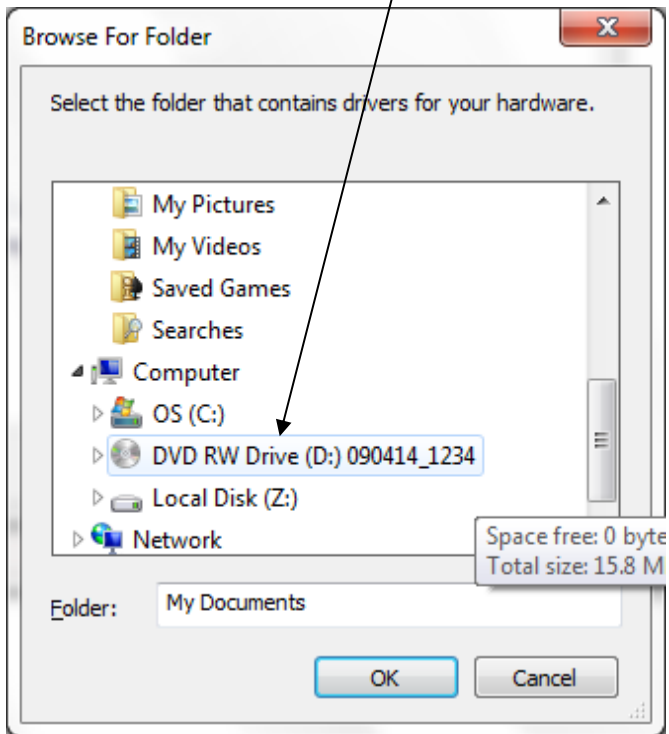 Browse For Folder
Select the folder that contains drivers for your hardware.
My Pictures
My Videos
Saved Games
Searches
Computer
OS (C:)
DVD RW Drive (D:) 090414_1234
Local Disk (Z:)
Network
Space free: 0 byte
Total size: 15.8 M
Folder:
My Documents
OK
Cancel